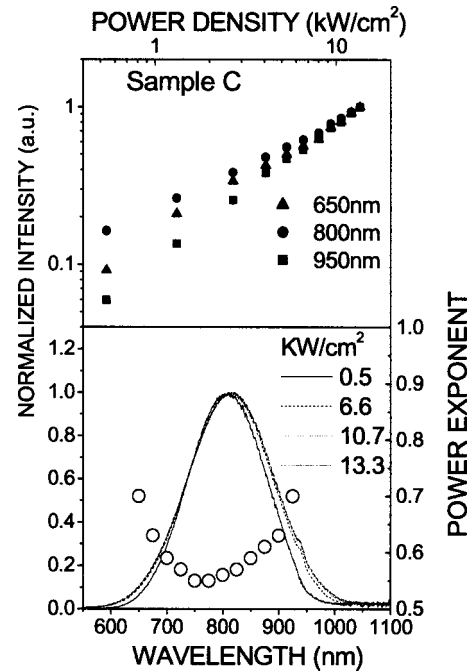 POWER DENSITY (kW/cm²)
1 10
Sample C
1
0.1
650nm
800nm
950nm
NORMALIZED INTENSITY (a.u.)
KW/cm²
0.5
6.6
10.7
13.3
1.2
1.0
0.8
0.6
0.4
0.2
0.0
1.0
0.9
0.8
0.7
0.6
0.5
POWER EXPONENT
600 700 800 900 1000 1100
WAVELENGTH (nm)